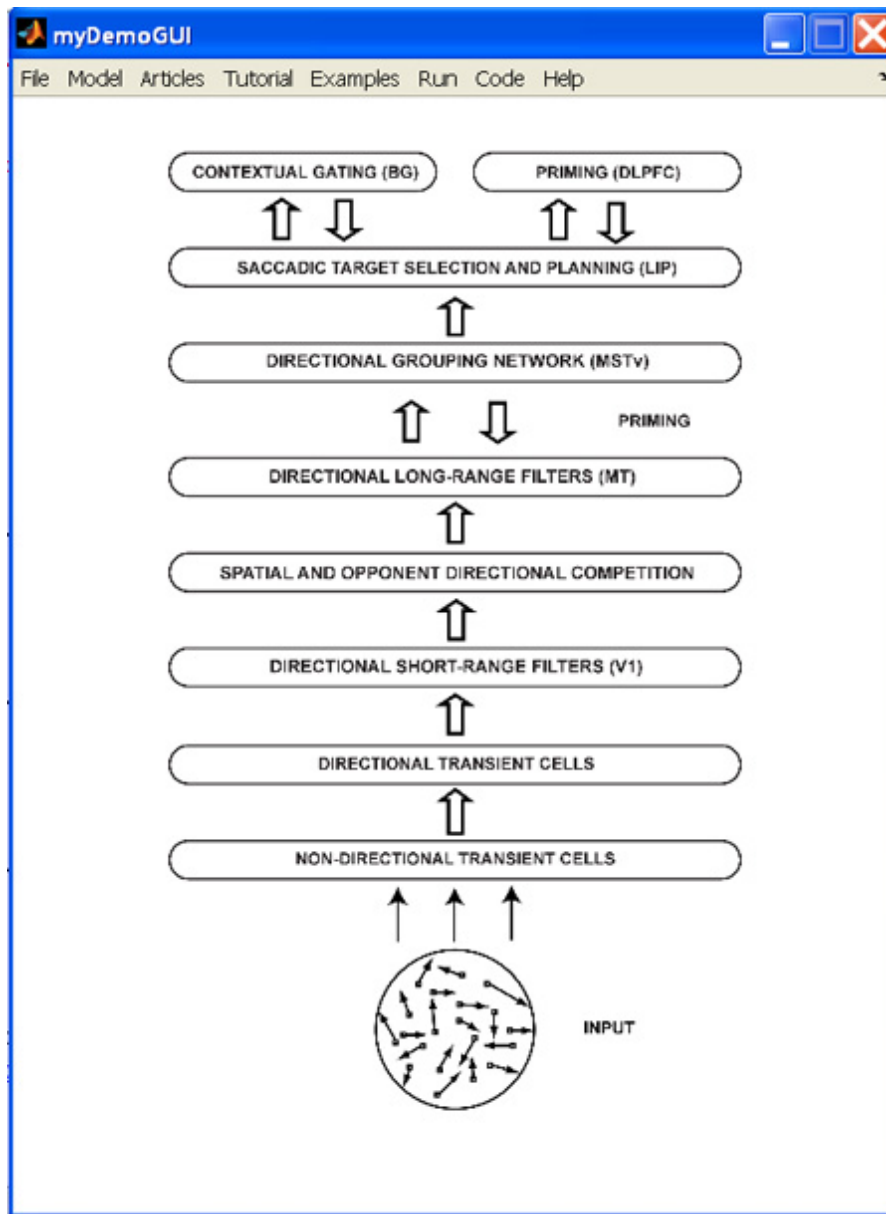 myDemoGUI
File Model Articles Tutorial Examples Run Code Help
CONTEXTUAL GATING (BG) PRIMING (DLPFC)
SACCADIC TARGET SELECTION AND PLANNING (LIP)
DIRECTIONAL GROUPING NETWORK (MSTv)
PRIMING
DIRECTIONAL LONG-RANGE FILTERS (MT)
SPATIAL AND OPPONENT DIRECTIONAL COMPETITION
DIRECTIONAL SHORT-RANGE FILTERS (V1)
DIRECTIONAL TRANSIENT CELLS
NON-DIRECTIONAL TRANSIENT CELLS
INPUT